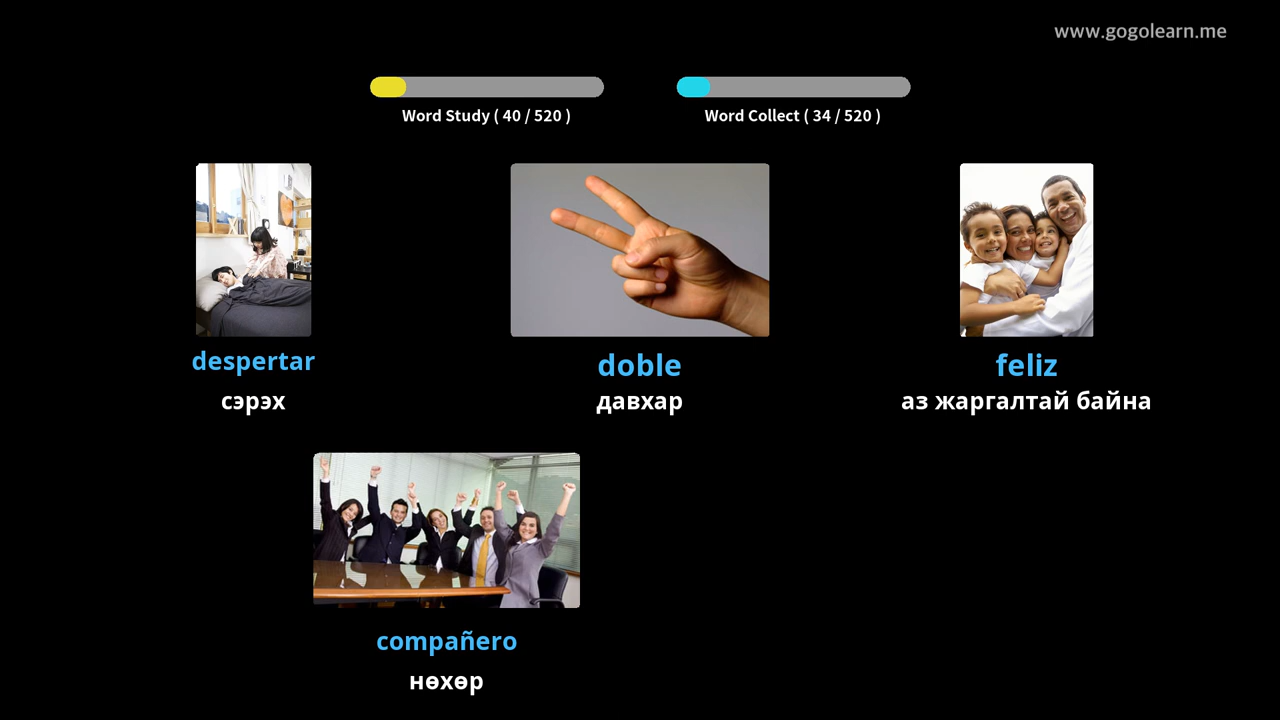 www.gogolearn.me
Word Study ( 40 / 520 )
Word Collect ( 34 / 520 )
despertar
сэрэх
doble
давхар
feliz
аз жаргалтай байна
compañero
нөхөр